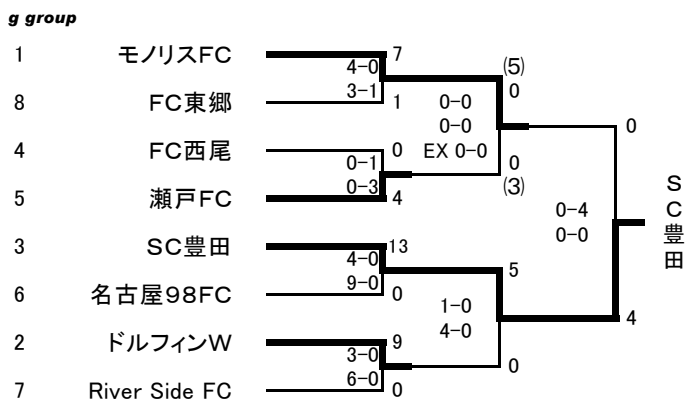 g group
1 モノリスFC 7
4-0
(5)
8 FC東郷 3-1 1
0
0-0
0-0
EX 0-0
0
4 FC西尾 0
0-1
0
0-3
(3)
5 瀬戸FC 4
0-4
0-0
SC豊田
3 SC豊田 13
4-0
5
6 名古屋98FC 9-0 0
1-0
4-0
4
2 ドルフィンW 9
3-0
0
6-0
7 River Side FC 0